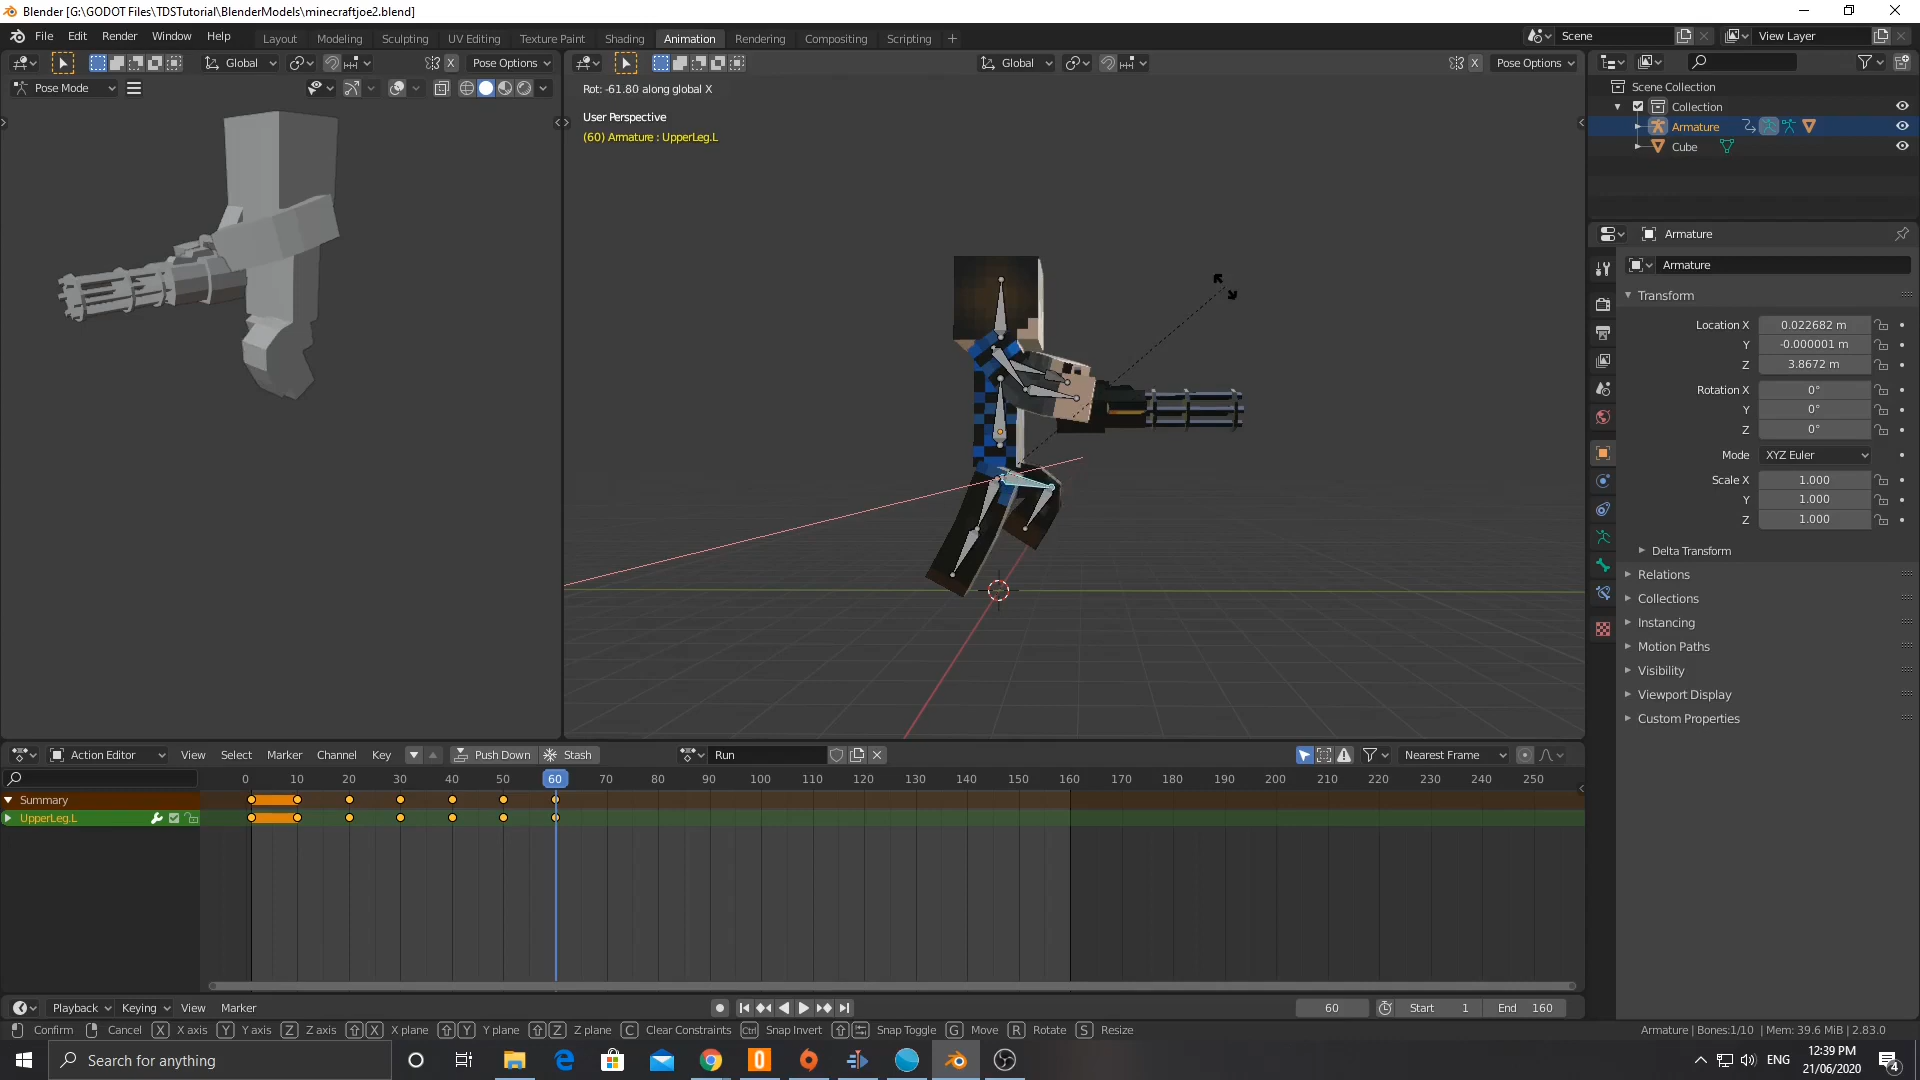 Blender [G:\GODOT Files\TDSTutorial\BlenderModels\minecraftjoe2.blend]
File Edit Render Window Help Layout Modeling Sculpting UV Editing Texture Paint Shading Animation Rendering Compositing Scripting + Scene View Layer
Global X Pose Options Global X Pose Options
Pose Mode
Rot: -61.80 along global X
User Perspective
(60) Armature : UpperLeg.L
Scene Collection
Collection
Armature
Cube
Armature
Armature
Transform
Location X 0.022682 m
Y -0.000001 m
Z 3.8672 m
Rotation X 0°
Y 0°
Z 0°
Mode XYZ Euler
Scale X 1.000
Y 1.000
Z 1.000
Delta Transform
Relations
Collections
Instancing
Motion Paths
Visibility
Viewport Display
Custom Properties
Action Editor View Select Marker Channel Key Push Down Stash Run Nearest Frame
0 10 20 30 40 50 60 70 80 90 100 110 120 130 140 150 160 170 180 190 200 210 220 230 240 250
Summary
UpperLeg.L
Playback Keying View Marker 60 Start 1 End 160
Confirm Cancel X X axis Y Y axis Z Z axis X X plane Y Y plane Z Z plane C Clear Constraints Ctrl Snap Invert Snap Toggle G Move R Rotate S Resize Armature | Bones:1/10 | Mem: 39.6 MiB | 2.83.0
Search for anything ENG 12:39 PM
21/06/2020 4